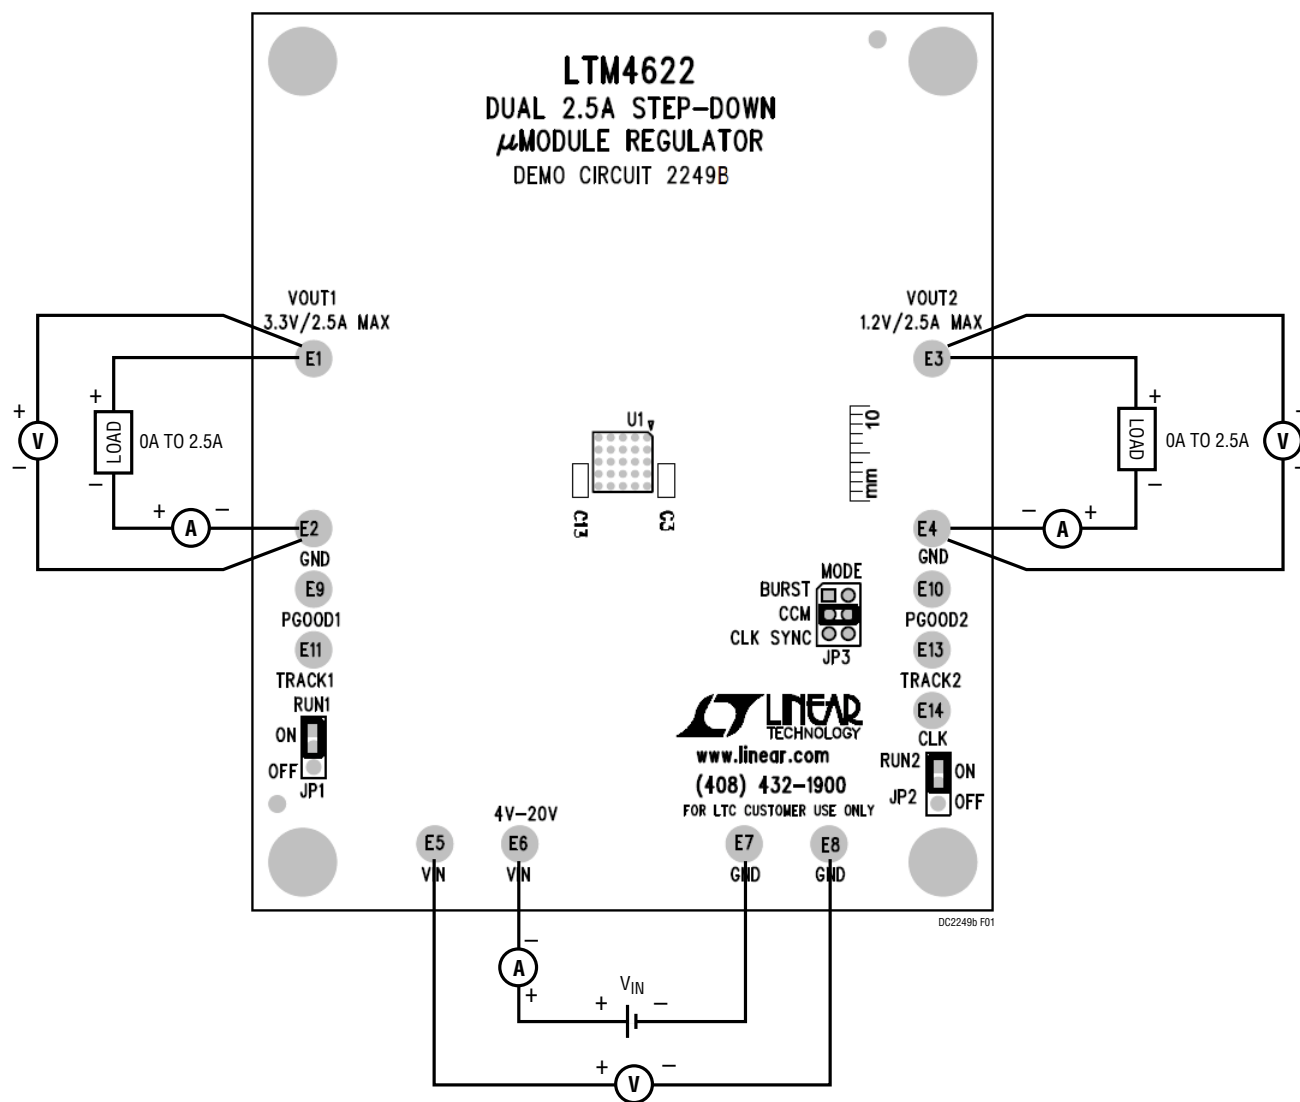 LTM4622
DUAL 2.5A STEP-DOWN
µMODULE REGULATOR
DEMO CIRCUIT 2249B
VOUT1
3.3V/2.5A MAX
VOUT2
1.2V/2.5A MAX
E1
E3
+
+
+
+
V
LOAD
0A TO 2.5A
U1
10
mm
LOAD
0A TO 2.5A
V
–
–
–
–
C13
C3
+
A
–
E2
GND
E4
GND
–
A
+
E9
PGOOD1
E11
TRACK1
RUN1
ON
OFF
JP1
MODE
BURST
CCM
CLK SYNC
JP3
E10
PGOOD2
E13
TRACK2
E14
CLK
RUN2
ON
JP2
OFF
LINEAR
TECHNOLOGY
www.linear.com
(408) 432-1900
FOR LTC CUSTOMER USE ONLY
4V-20V
E5
VIN
E6
VIN
E7
GND
E8
GND
DC2249b F01
–
A
+
VIN
+
–
+
V
–